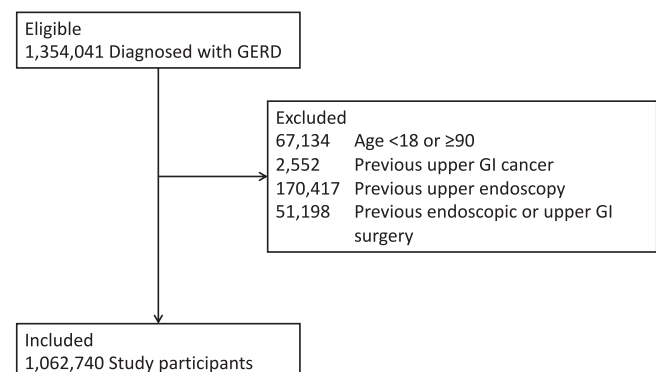 Eligible
1,354,041 Diagnosed with GERD
Excluded
67,134 Age <18 or ≥90
2,552 Previous upper GI cancer
170,417 Previous upper endoscopy
51,198 Previous endoscopic or upper GI
surgery
Included
1,062,740 Study participants